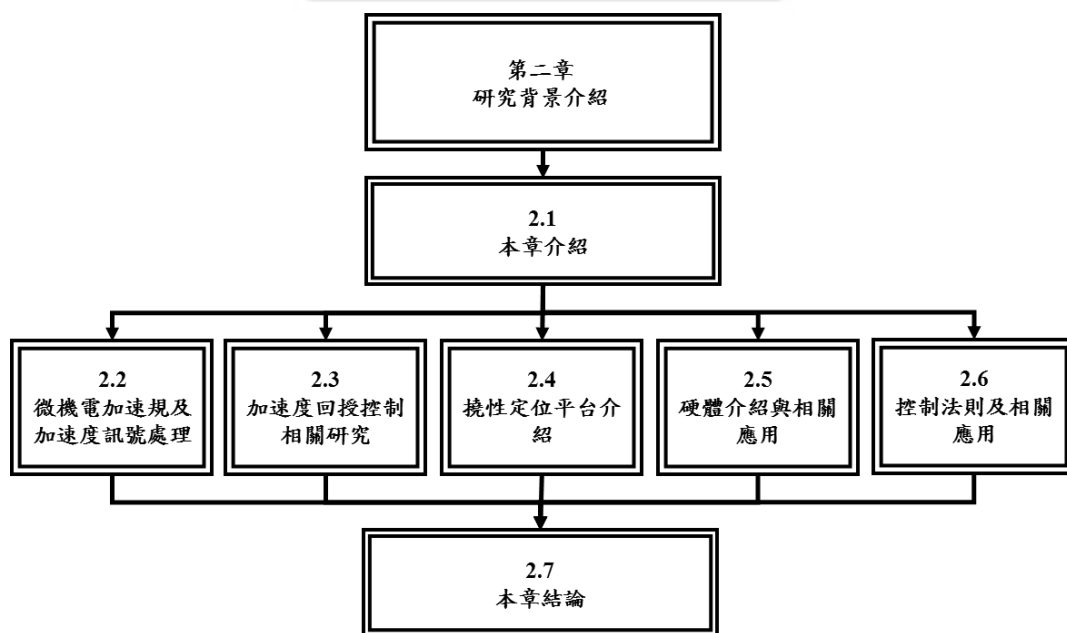 第二章
研究背景介紹
2.1
本章介紹
2.2
微機電加速規及
加速度訊號處理
2.3
加速度回授控制
相關研究
2.4
撓性定位平台介
紹
2.5
硬體介紹與相關
應用
2.6
控制法則及相關
應用
2.7
本章結論